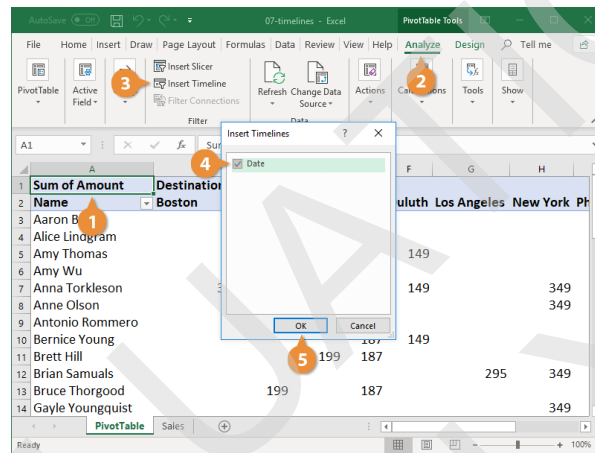 AutoSave Off 07-timelines - Excel PivotTable Tools
File Home Insert Draw Page Layout Formulas Data Review View Help Analyze Design Tell me
PivotTable
Active Field
3
Insert Slicer
Insert Timeline
Filter Connections
Filter
Refresh
Change Data Source
Data
Actions
2
Tools
Show
A1 fx Sum
Insert Timelines ? ×
4
Date
OK Cancel
5
A F G H
1 Sum of Amount Destination
2 Name Boston Los Angeles New York
1
3 Aaron
4 Alice Lindgram
5 Amy Thomas 149
6 Amy Wu
7 Anna Torkleson 149 349
8 Anne Olson 349
9 Antonio Rommero
10 Bernice Young 187 149
11 Brett Hill 199 187
12 Brian Samuals 295 349
13 Bruce Thorgood 199 187
14 Gayle Youngquist 349
PivotTable Sales
Ready 100%